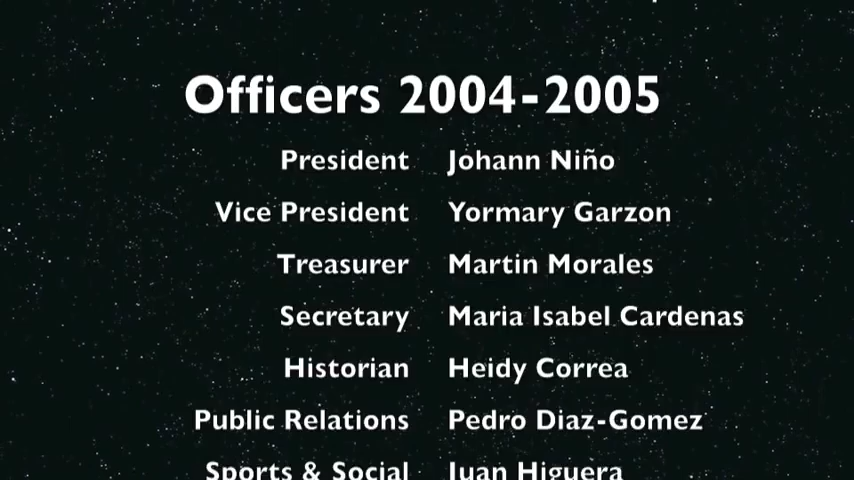 Officers 2004-2005
President Johann Niño
Vice President Yormary Garzon
Treasurer Martin Morales
Secretary Maria Isabel Cardenas
Historian Heidy Correa
Public Relations Pedro Diaz-Gomez
Sports & Social Juan Higuera